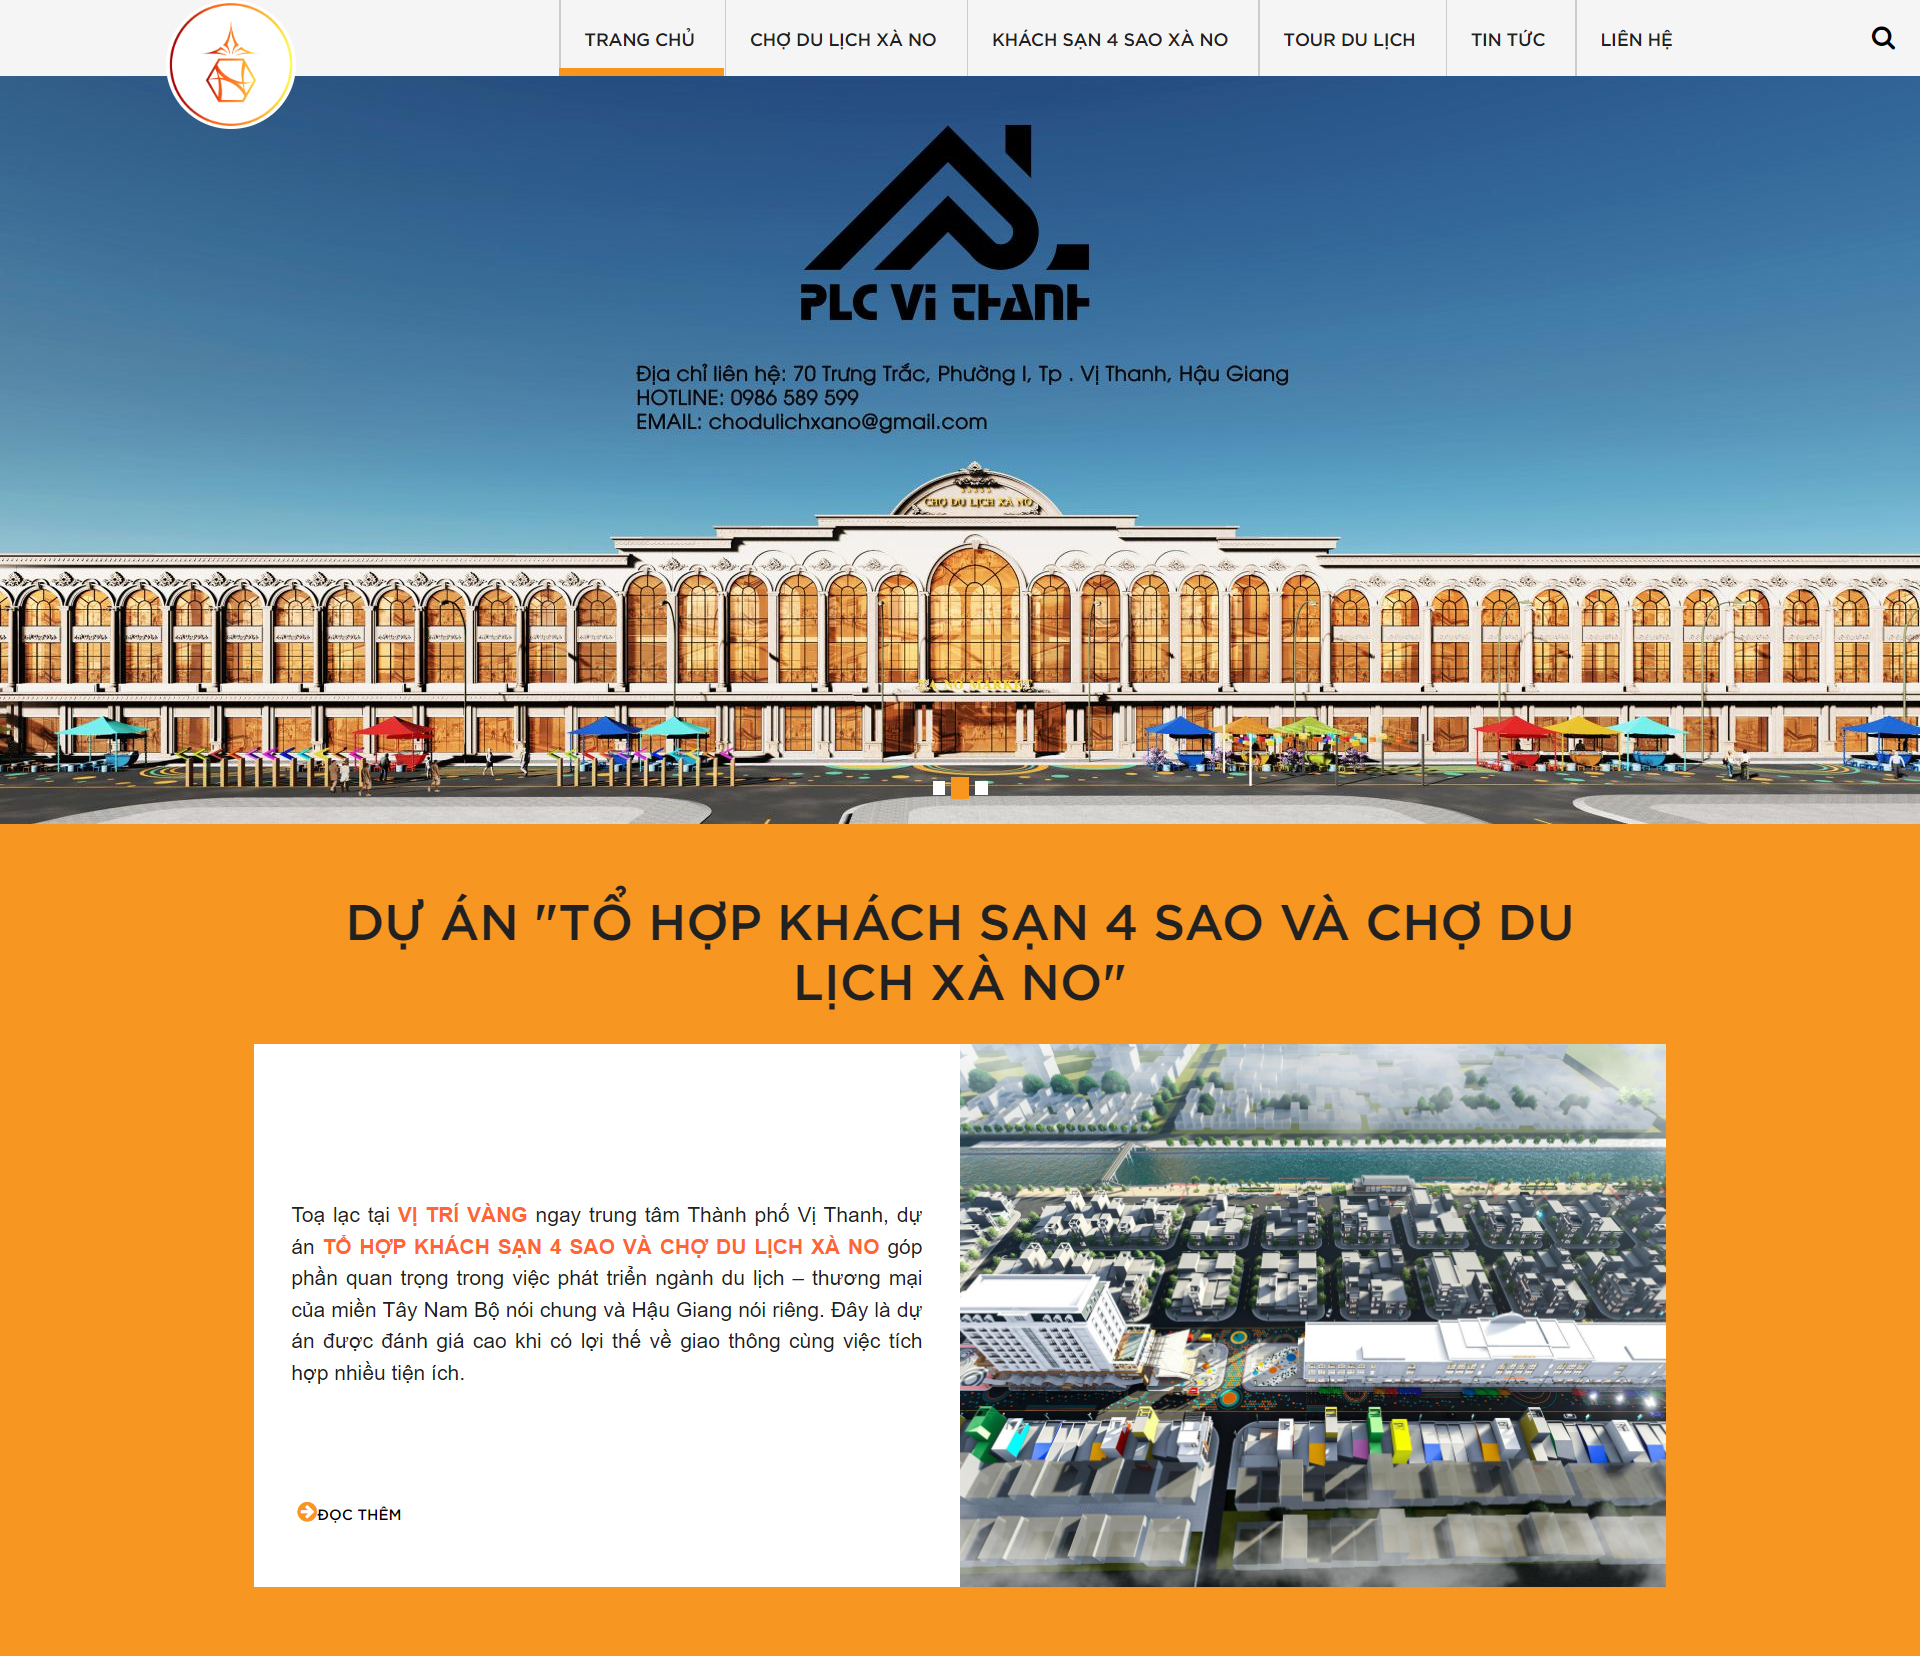 TRANG CHỦ
CHỢ DU LỊCH XÀ NO
KHÁCH SẠN 4 SAO XÀ NO
TOUR DU LỊCH
TIN TỨC
LIÊN HỆ
PLC Vi THANH
Địa chỉ liên hệ: 70 Trưng Trắc, Phường I, Tp . Vị Thanh, Hậu Giang
HOTLINE: 0986 589 599
EMAIL: chodulichxano@gmail.com
CHỢ DU LỊCH XÀ NO
XÀ NO MARKET
DỰ ÁN "TỔ HỢP KHÁCH SẠN 4 SAO VÀ CHỢ DU
LỊCH XÀ NO"
Toạ lạc tại VỊ TRÍ VÀNG ngay trung tâm Thành phố Vị Thanh, dự
án TỔ HỢP KHÁCH SẠN 4 SAO VÀ CHỢ DU LỊCH XÀ NO góp
phần quan trọng trong việc phát triển ngành du lịch – thương mại
của miền Tây Nam Bộ nói chung và Hậu Giang nói riêng. Đây là dự
án được đánh giá cao khi có lợi thế về giao thông cùng việc tích
hợp nhiều tiện ích.
ĐỌC THÊM